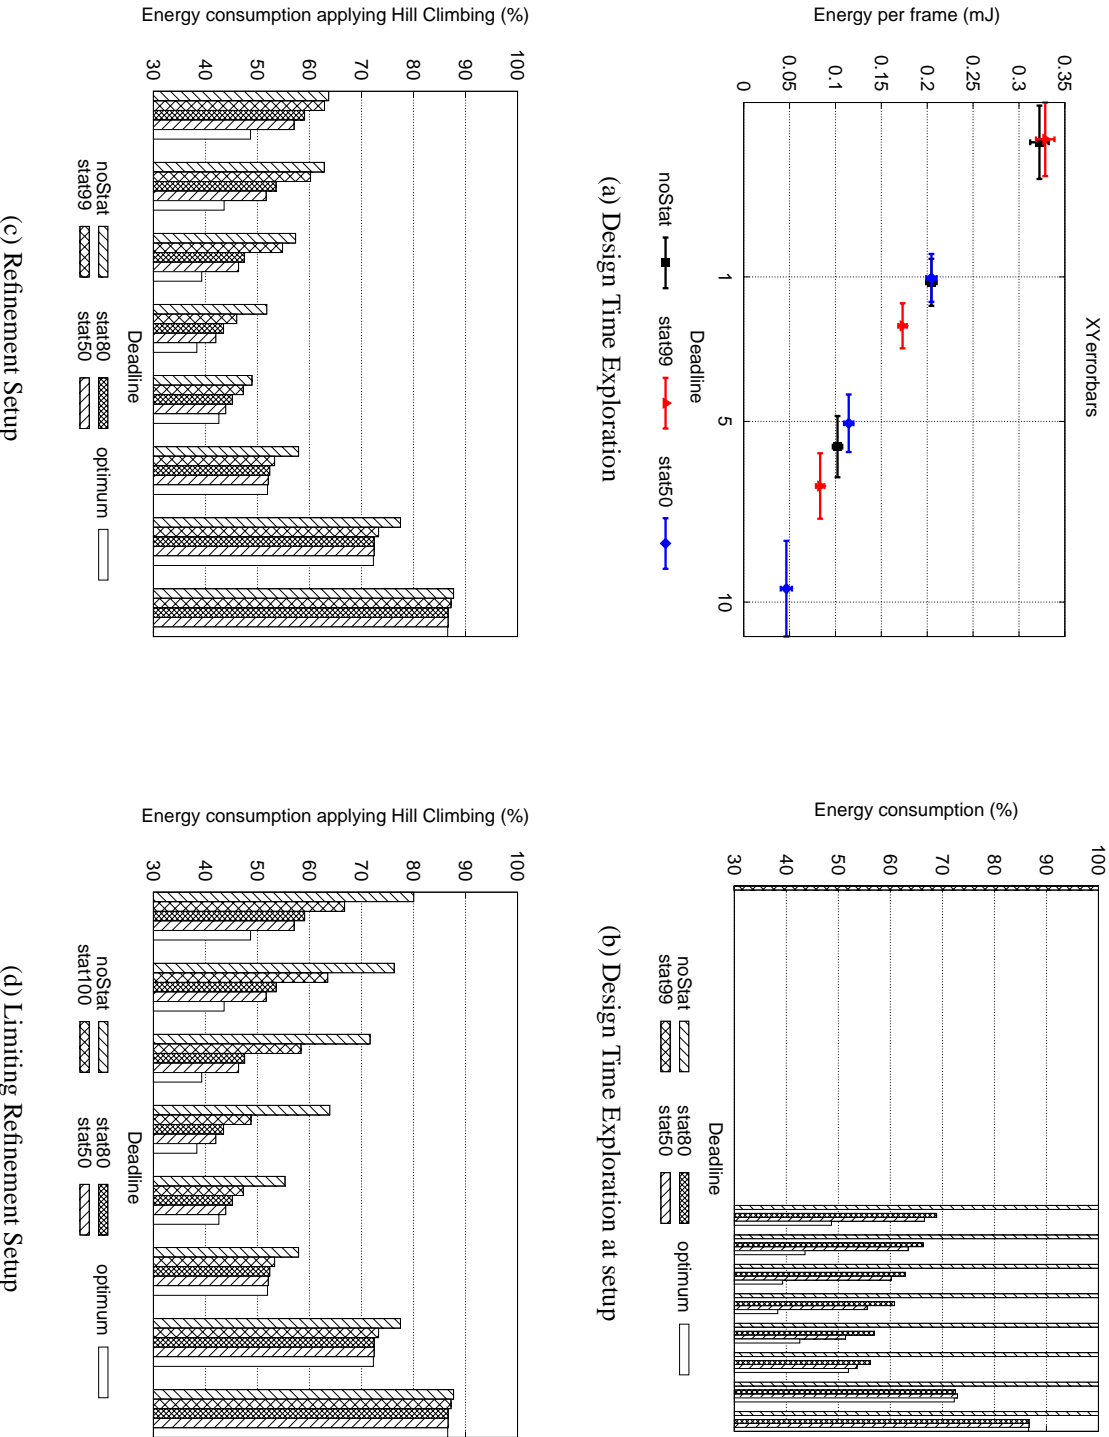 XYerrorbars
Energy per frame (mJ)
0.35
0.3
0.25
0.2
0.15
0.1
0.05
0
1
5
10
Deadline
noStat
stat99
stat50
(a) Design Time Exploration
Energy consumption (%)
100
90
80
70
60
50
40
30
Deadline
noStat
stat99
stat80
stat50
optimum
(b) Design Time Exploration at setup
Energy consumption applying Hill Climbing (%)
100
90
80
70
60
50
40
30
Deadline
noStat
stat99
stat80
stat50
optimum
(c) Refinement Setup
Energy consumption applying Hill Climbing (%)
100
90
80
70
60
50
40
30
Deadline
noStat
stat100
stat80
stat50
optimum
(d) Limiting Refinement Setup